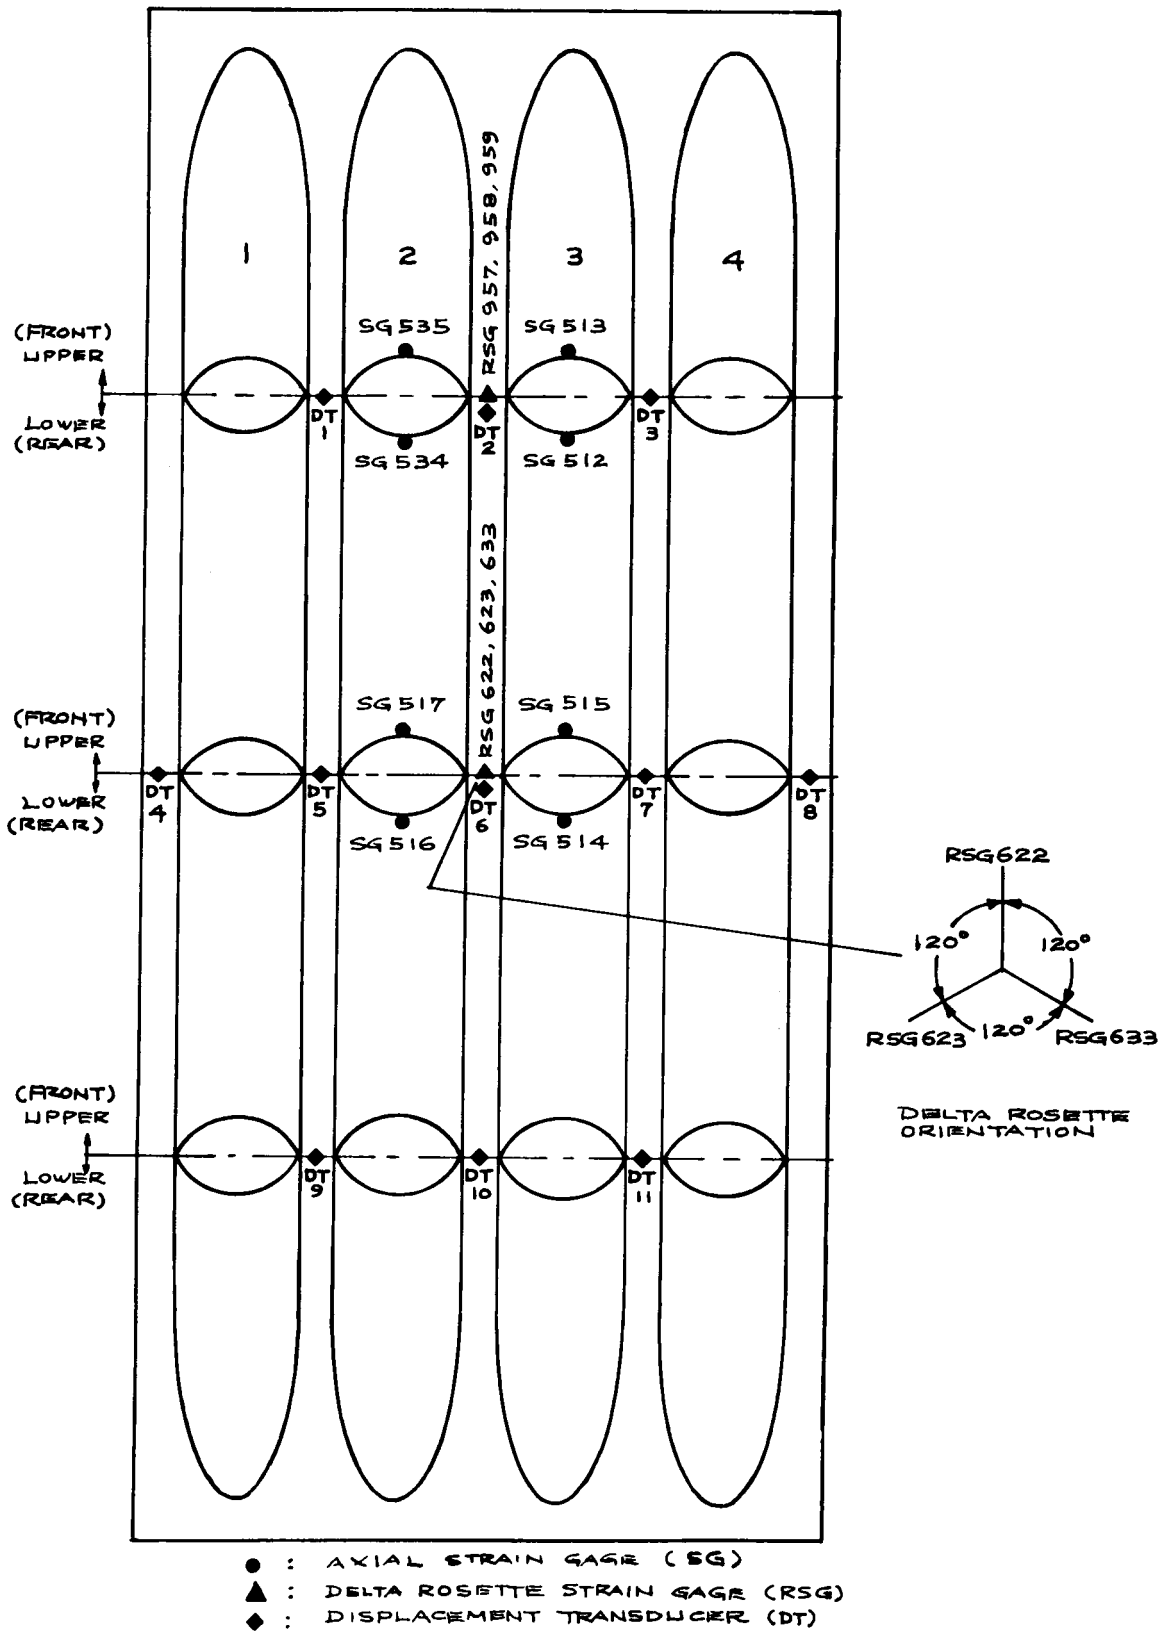 RSG 957, 958, 959
1
2
3
4
(FRONT)
UPPER
LOWER
(REAR)
SG 535
SG 513
DT
1
DT
2
DT
3
SG 534
SG 512
RSG 622, 623, 633
(FRONT)
UPPER
LOWER
(REAR)
SG 517
SG 515
DT
4
DT
5
DT
6
DT
7
DT
8
SG 516
SG 514
RSG622
120°
120°
RSG623
120°
RSG633
DELTA ROSETTE
ORIENTATION
(FRONT)
UPPER
LOWER
(REAR)
DT
9
DT
10
DT
11
● : AXIAL STRAIN GAGE (SG)
▲ : DELTA ROSETTE STRAIN GAGE (RSG)
◆ : DISPLACEMENT TRANSDUCER (DT)